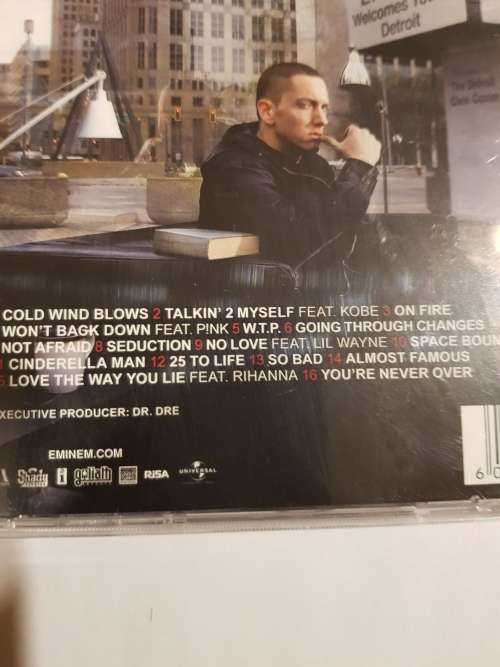 Welcomes
Detroit
COLD WIND BLOWS 2 TALKIN' 2 MYSELF FEAT. KOBE 3 ON FIRE
WON'T BACK DOWN FEAT. P!NK 5 W.T.P. 6 GOING THROUGH CHANGES
NOT AFRAID 8 SEDUCTION 9 NO LOVE FEAT. LIL WAYNE 10 SPACE BOUN
CINDERELLA MAN 12 25 TO LIFE 13 SO BAD 14 ALMOST FAMOUS
LOVE THE WAY YOU LIE FEAT. RIHANNA 16 YOU'RE NEVER OVER
XECUTIVE PRODUCER: DR. DRE
EMINEM.COM
Shady
goliath
UNIVERSAL
6 0